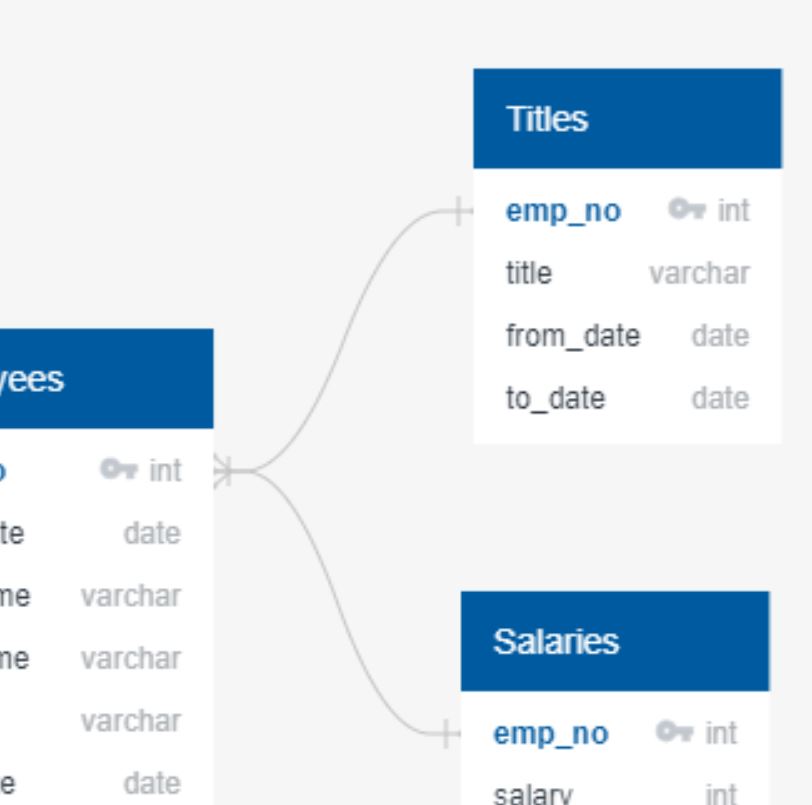 Titles
emp_no int
title varchar
from_date date
to_date date
yees
o int
te date
me varchar
me varchar
varchar
e date
Salaries
emp_no int
salary int